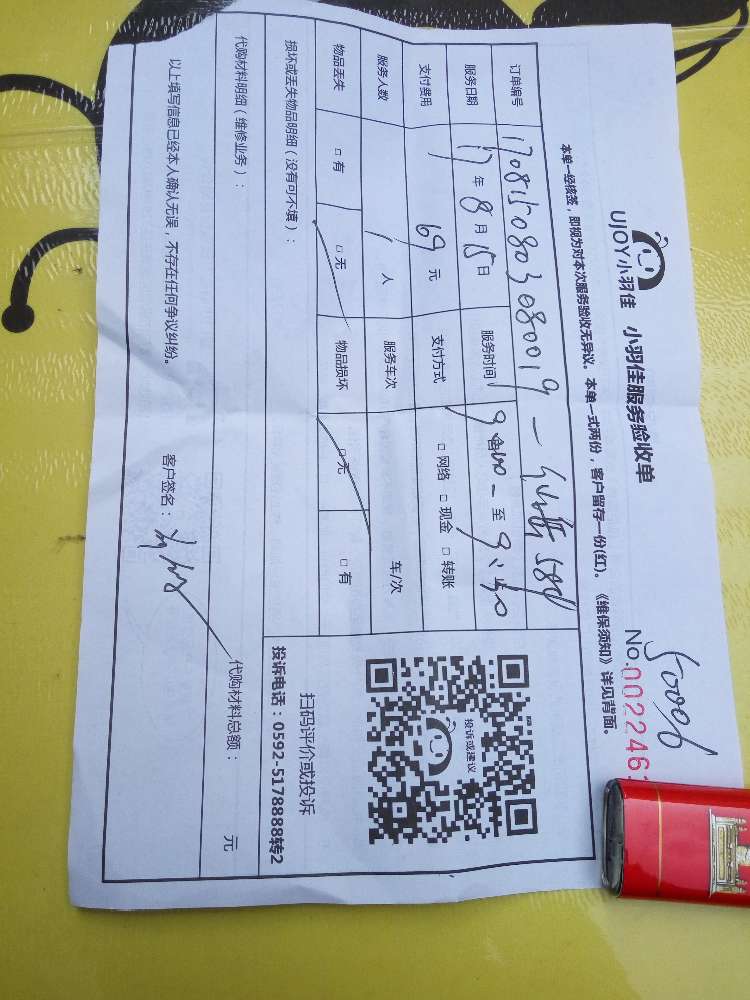 50006
UJOY小羽佳 小羽佳服务验收单
No.002246
本单一经核签，即视为对本次服务验收无异议。本单一式两份，客户留存一份(红)。《维保须知》详见背面。
订单编号 1708150803080019
服务日期 17年8月15日 服务时间 至 9:40
支付费用 169元 支付方式 □网络 □现金 □转账
服务人数 1人 服务车次 车/次
物品丢失 □有 □无 物品损坏 □无 □有
投诉或建议
扫码评价或投诉
投诉电话：0592-5178888转2
损坏或丢失物品明细（没有可不填）：
代购材料明细（维修业务）：
代购材料总额： 元
以上填写信息已经本人确认无误，不存在任何争议纠纷。 客户签名：